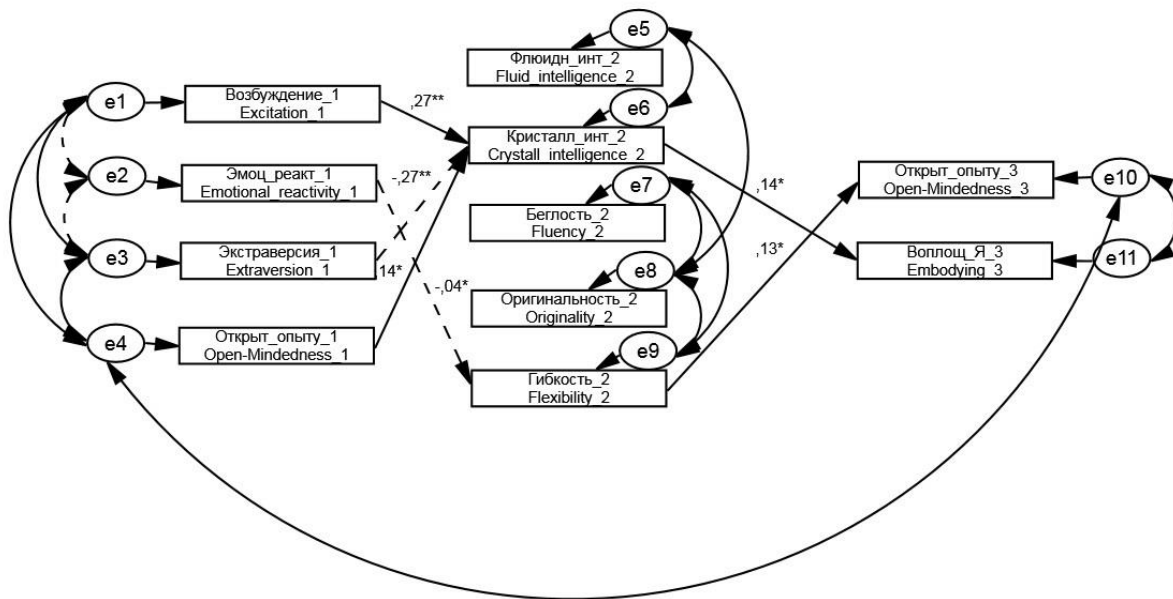 e5
Флюидн_инт_2
Fluid_intelligence_2
e1
Возбуждение_1
Excitation_1
,27**
e6
Кристалл_инт_2
Crystall_intelligence_2
e2
Эмоц_реакт_1
Emotional_reactivity_1
-,27**
e7
Беглость_2
Fluency_2
,14*
Открыт_опыту_3
Open-Mindedness_3
e10
e3
Экстраверсия_1
Extraversion_1
,14*
,13*
Воплощ_Я_3
Embodying_3
e11
e8
Оригинальность_2
Originality_2
-,04*
e4
Открыт_опыту_1
Open-Mindedness_1
e9
Гибкость_2
Flexibility_2